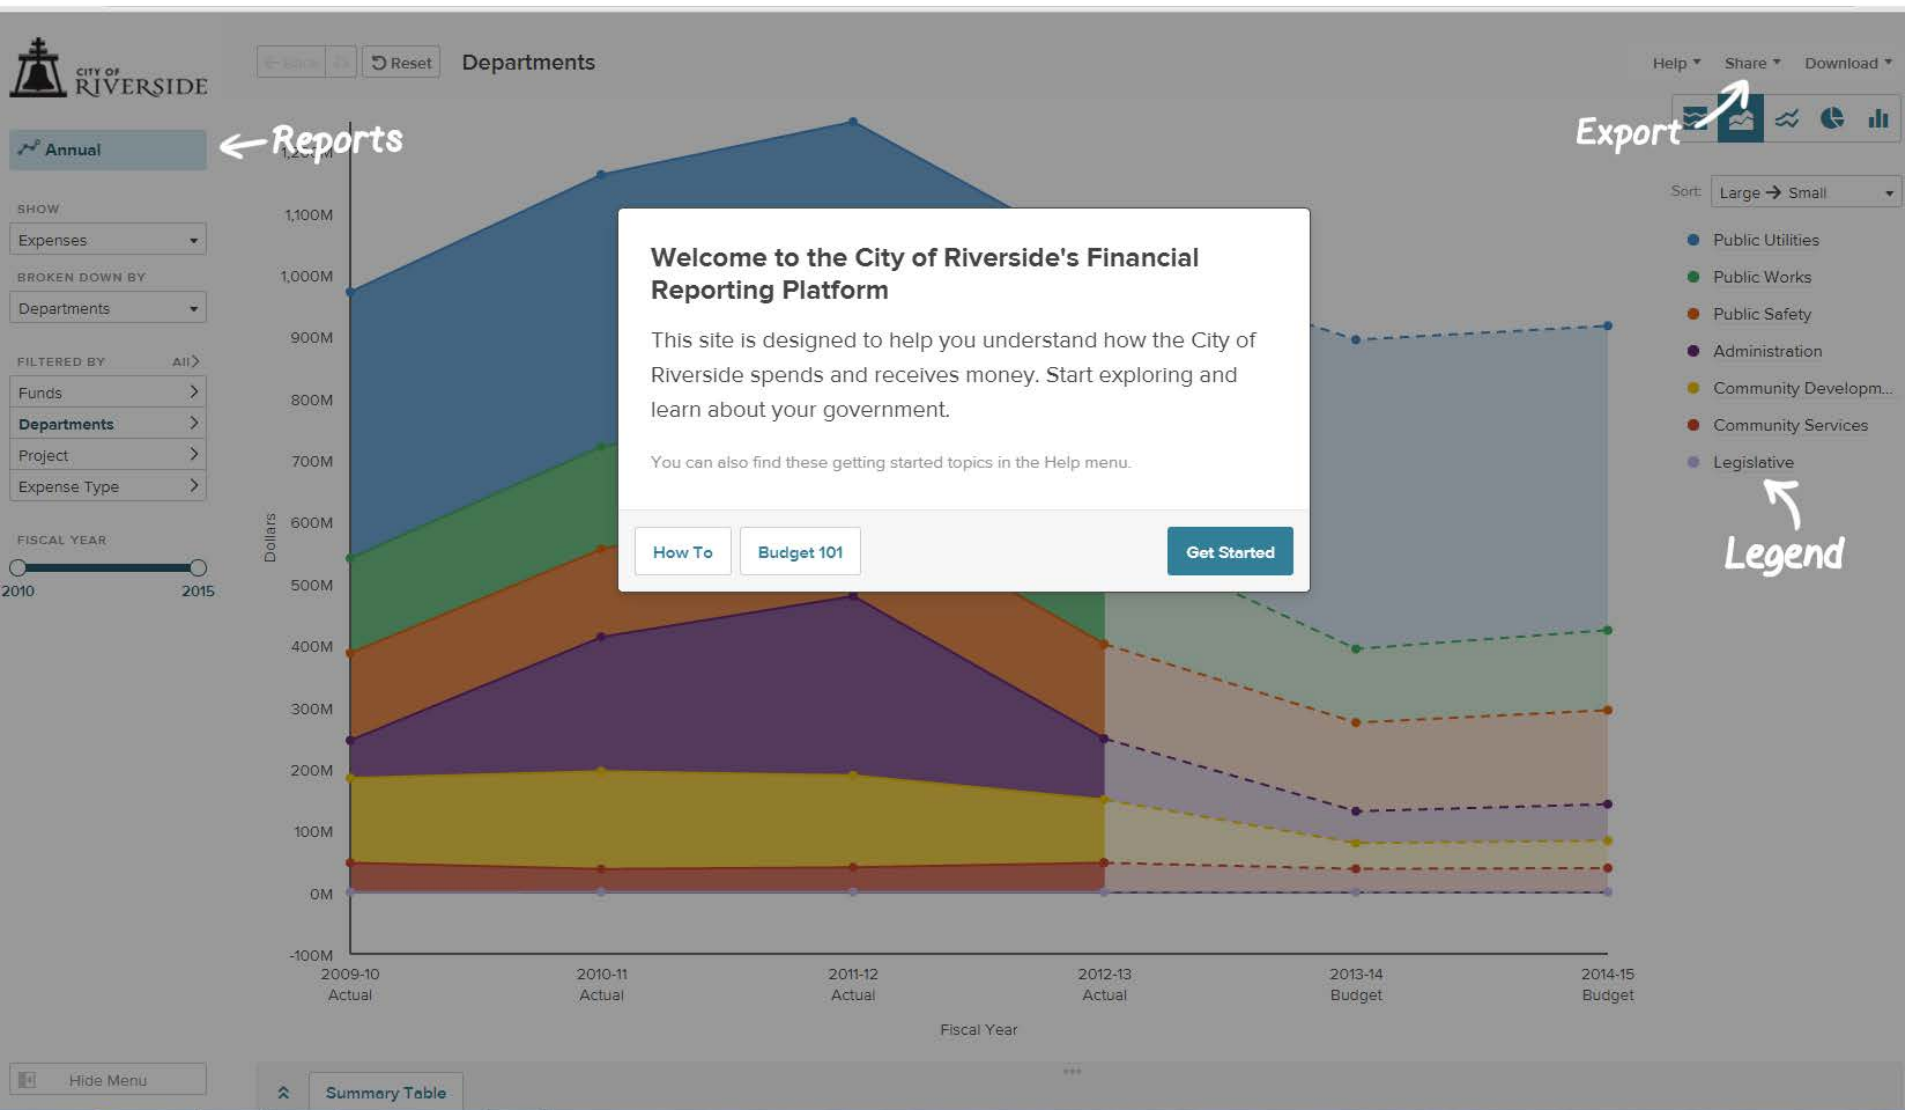 CITY OF
RIVERSIDE
Reset
Departments
Help
Share
Download
Export
Annual
Reports
SHOW
Expenses
BROKEN DOWN BY
Departments
FILTERED BY All
Funds
Departments
Project
Expense Type
FISCAL YEAR
2010 2015
Hide Menu
1,100M
1,000M
900M
800M
700M
600M
500M
400M
300M
200M
100M
0M
-100M
Dollars
2009-10 2010-11 2011-12 2012-13 2013-14 2014-15
Actual Actual Actual Actual Budget Budget
Fiscal Year
Welcome to the City of Riverside's Financial
Reporting Platform
This site is designed to help you understand how the City of
Riverside spends and receives money. Start exploring and
learn about your government.
You can also find these getting started topics in the Help menu.
How To
Budget 101
Get Started
Sort: Large → Small
Public Utilities
Public Works
Public Safety
Administration
Community Developm...
Community Services
Legislative
Legend
Summary Table